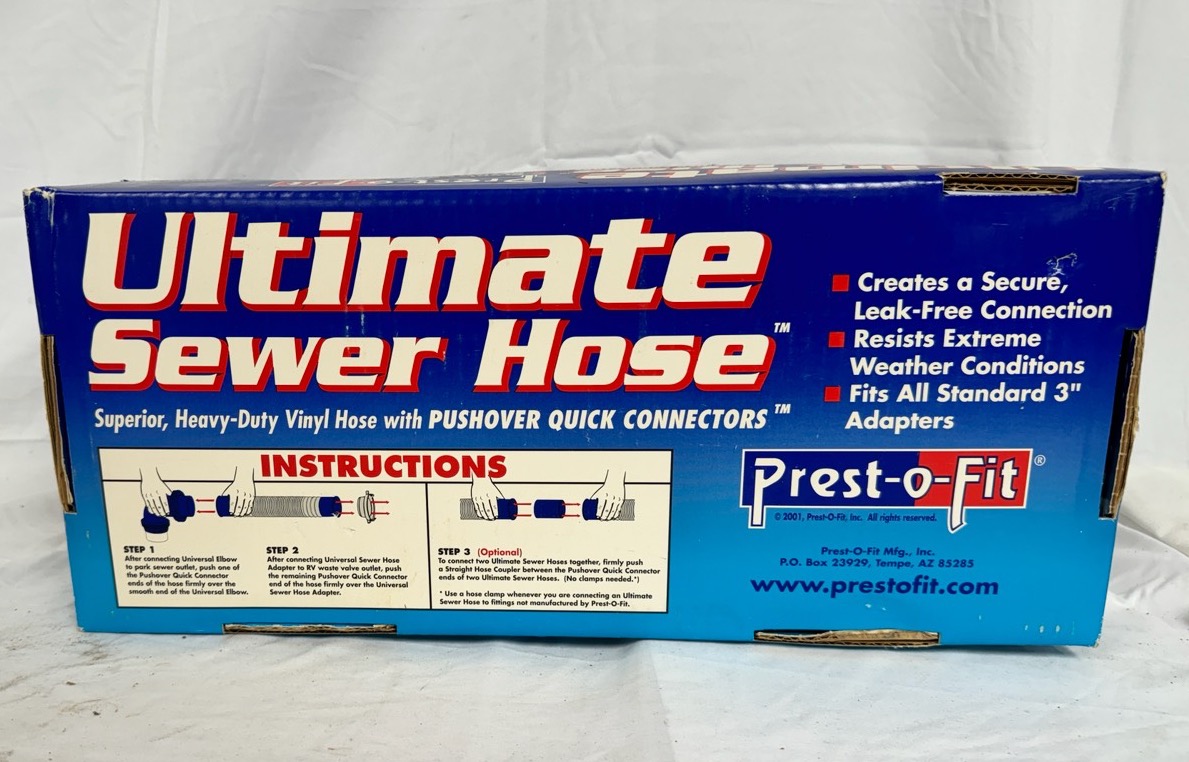 Ultimate
Sewer Hose™
Superior, Heavy-Duty Vinyl Hose with PUSHOVER QUICK CONNECTORS™
■ Creates a Secure,
Leak-Free Connection
■ Resists Extreme
Weather Conditions
■ Fits All Standard 3"
Adapters
INSTRUCTIONS
STEP 1
After connecting Universal Elbow
to park sewer outlet, push one of
the Pushover Quick Connector
ends of the hose firmly over the
smooth end of the Universal Elbow.
STEP 2
After connecting Universal Sewer Hose
Adapter to RV waste valve outlet, push
the remaining Pushover Quick Connector
end of the hose firmly over the Universal
Sewer Hose Adapter.
STEP 3 (Optional)
To connect two Ultimate Sewer Hoses together, firmly push
a Straight Hose Coupler between the Pushover Quick Connector
ends of two Ultimate Sewer Hoses. (No clamps needed.*)
* Use a hose clamp whenever you are connecting an Ultimate
Sewer Hose to fittings not manufactured by Prest-O-Fit.
Prest-o-Fit®
© 2001, Prest-O-Fit, Inc. All rights reserved.
Prest-O-Fit Mfg., Inc.
P.O. Box 23929, Tempe, AZ 85285
www.prestofit.com